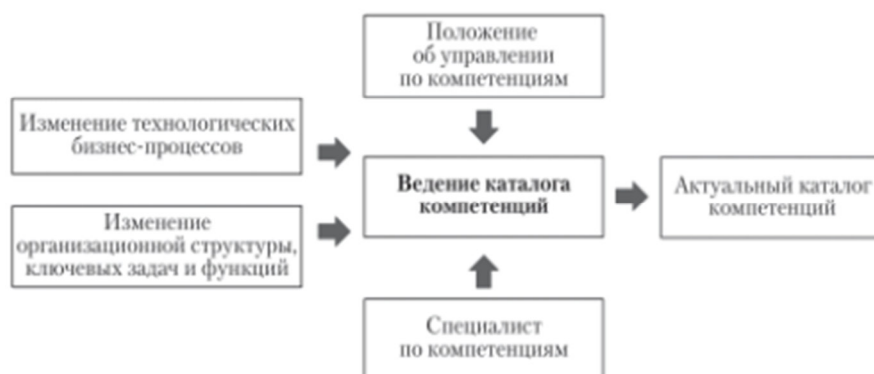 Положение
об управлении
по компетенциям
Изменение технологических
бизнес-процессов
Ведение каталога
компетенций
Актуальный каталог
компетенций
Изменение
организационной структуры,
ключевых задач и функций
Специалист
по компетенциям